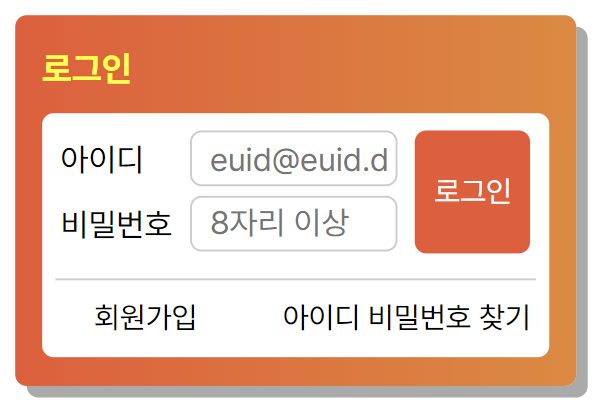 로그인
아이디 euid@euid.d
로그인
비밀번호 8자리 이상
회원가입 아이디 비밀번호 찾기